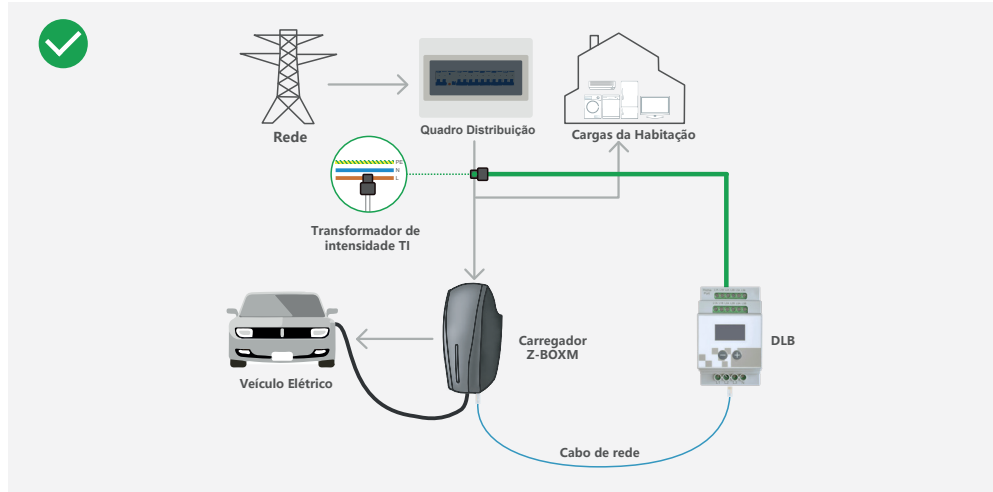 Rede
Quadro Distribuição
Cargas da Habitação
PE
N
L
Transformador de
intensidade TI
Carregador
Z-BOXM
DLB
Veículo Elétrico
Cabo de rede